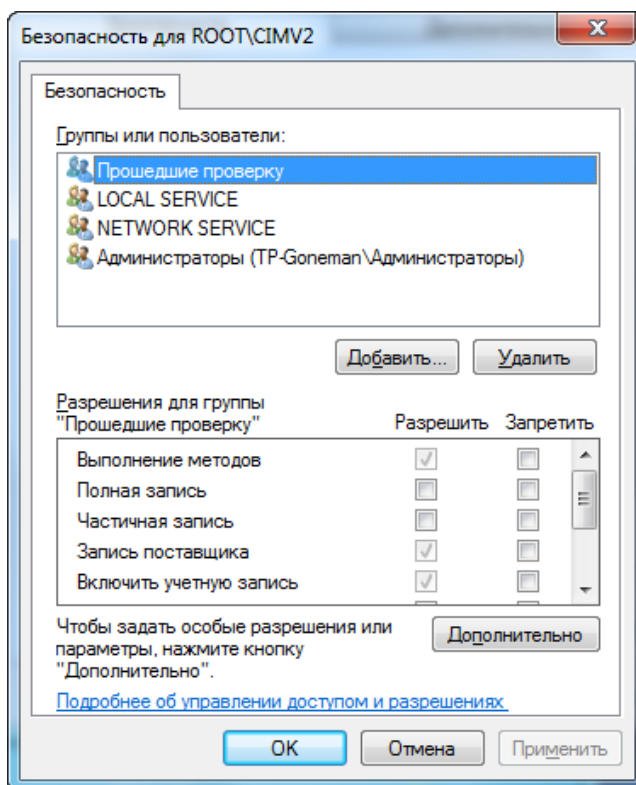 Безопасность для ROOT\CIMV2
Безопасность
Группы или пользователи:
Прошедшие проверку
LOCAL SERVICE
NETWORK SERVICE
Администраторы (TP-Goneman\Администраторы)
Добавить... Удалить
Разрешения для группы
"Прошедшие проверку" Разрешить Запретить
Выполнение методов
Полная запись
Частичная запись
Запись поставщика
Включить учетную запись
Чтобы задать особые разрешения или
параметры, нажмите кнопку
"Дополнительно".
Дополнительно
Подробнее об управлении доступом и разрешениях
OK Отмена Применить